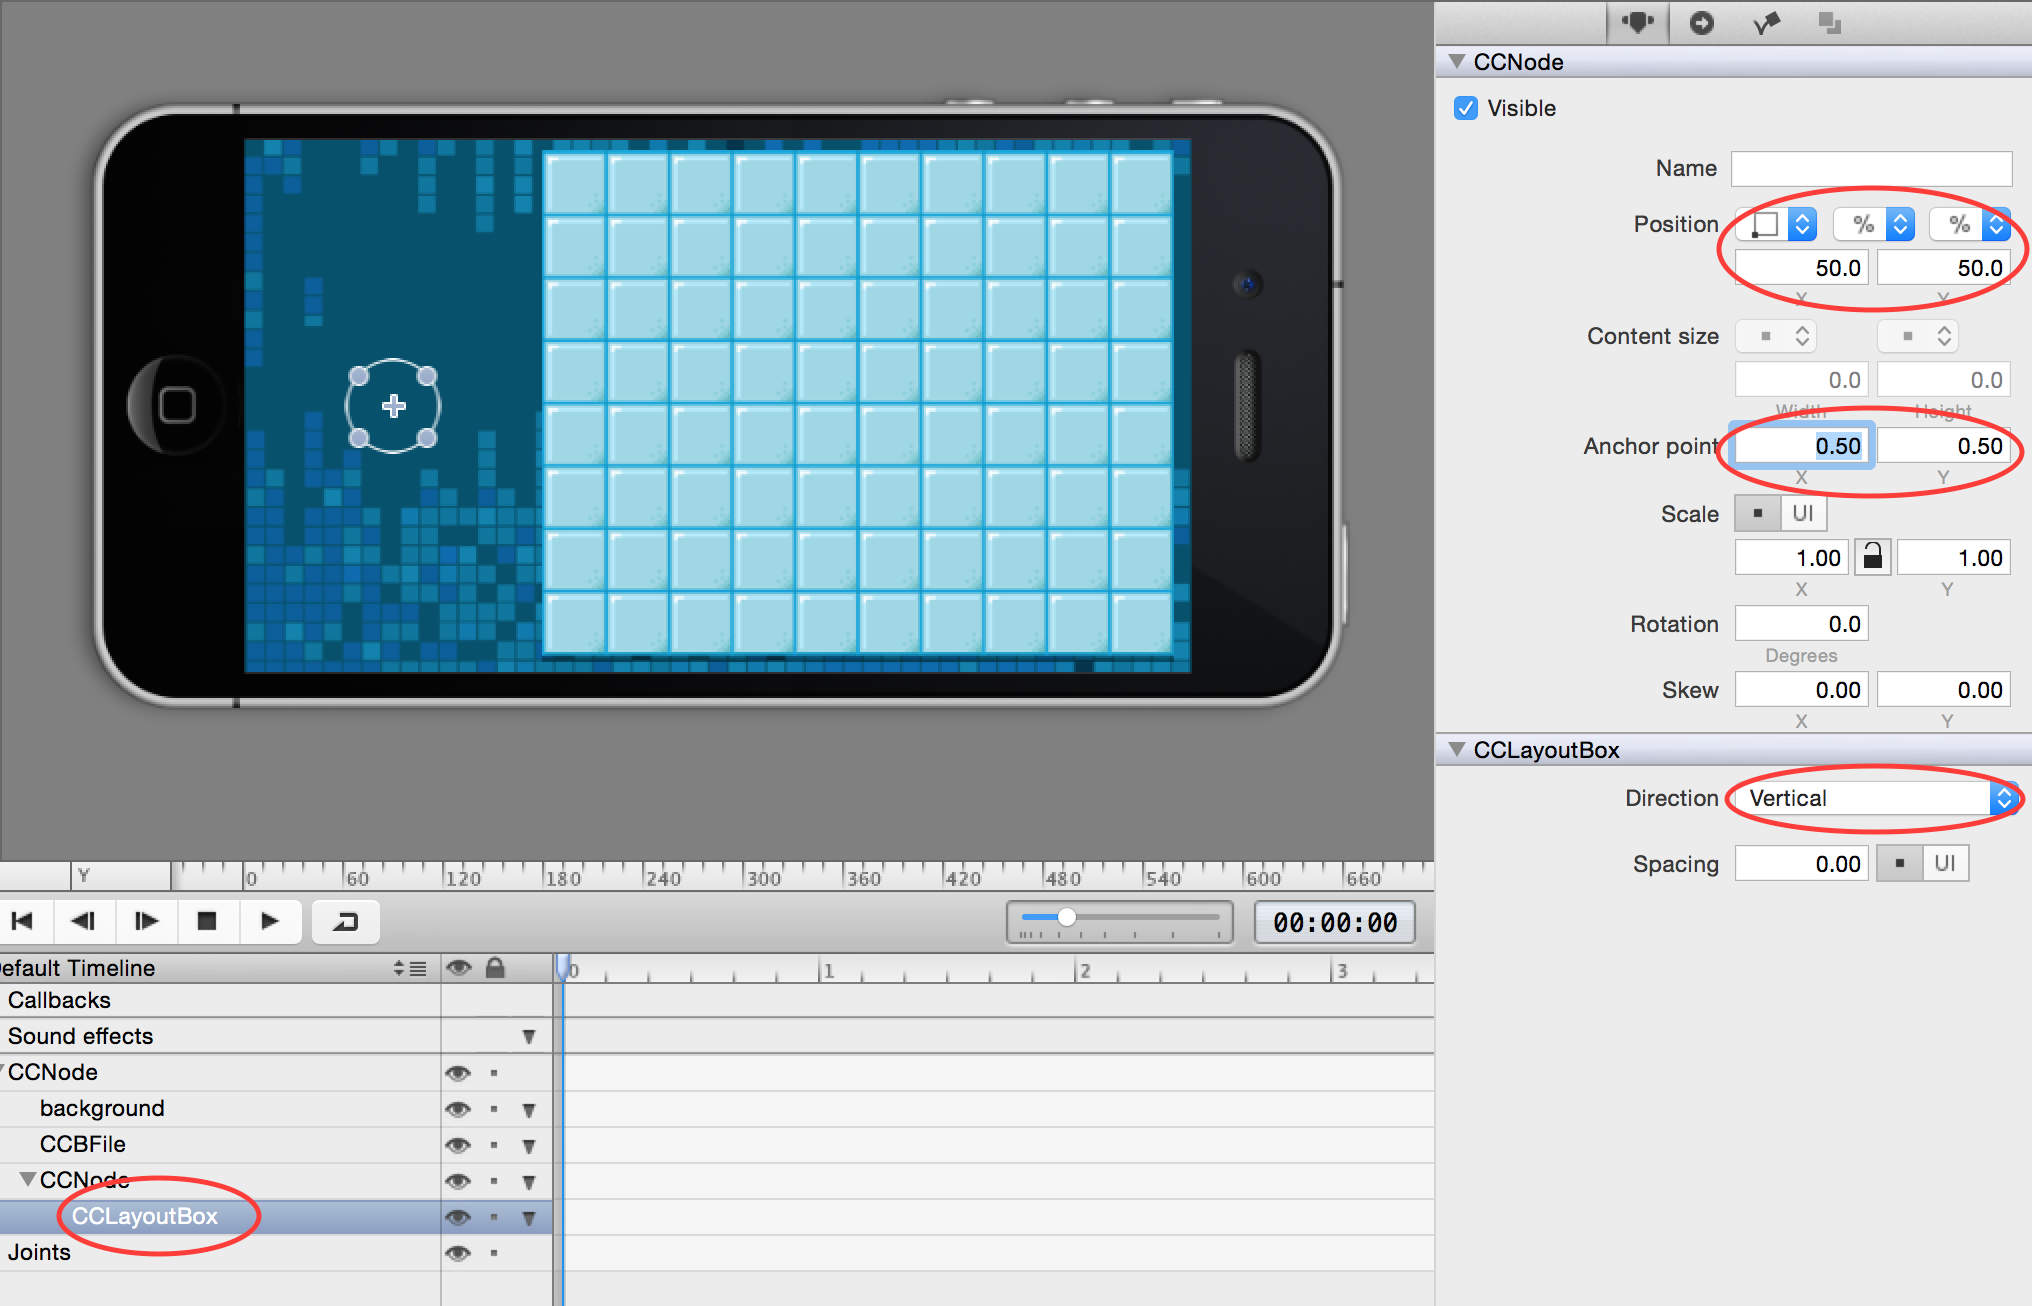 CCNode
Visible
Name
Position % %
50.0 50.0
X Y
Content size
0.0 0.0
Width Height
Anchor point 0.50 0.50
X Y
Scale UI
1.00 1.00
X Y
Rotation 0.0
Degrees
Skew 0.00 0.00
X Y
CCLayoutBox
Direction Vertical
Spacing 0.00 UI
Y 0 60 120 180 240 300 360 420 480 540 600 660
00:00:00
efault Timeline 0 1 2 3
Callbacks
Sound effects
CCNode
background
CCBFile
CCNode
CCLayoutBox
Joints